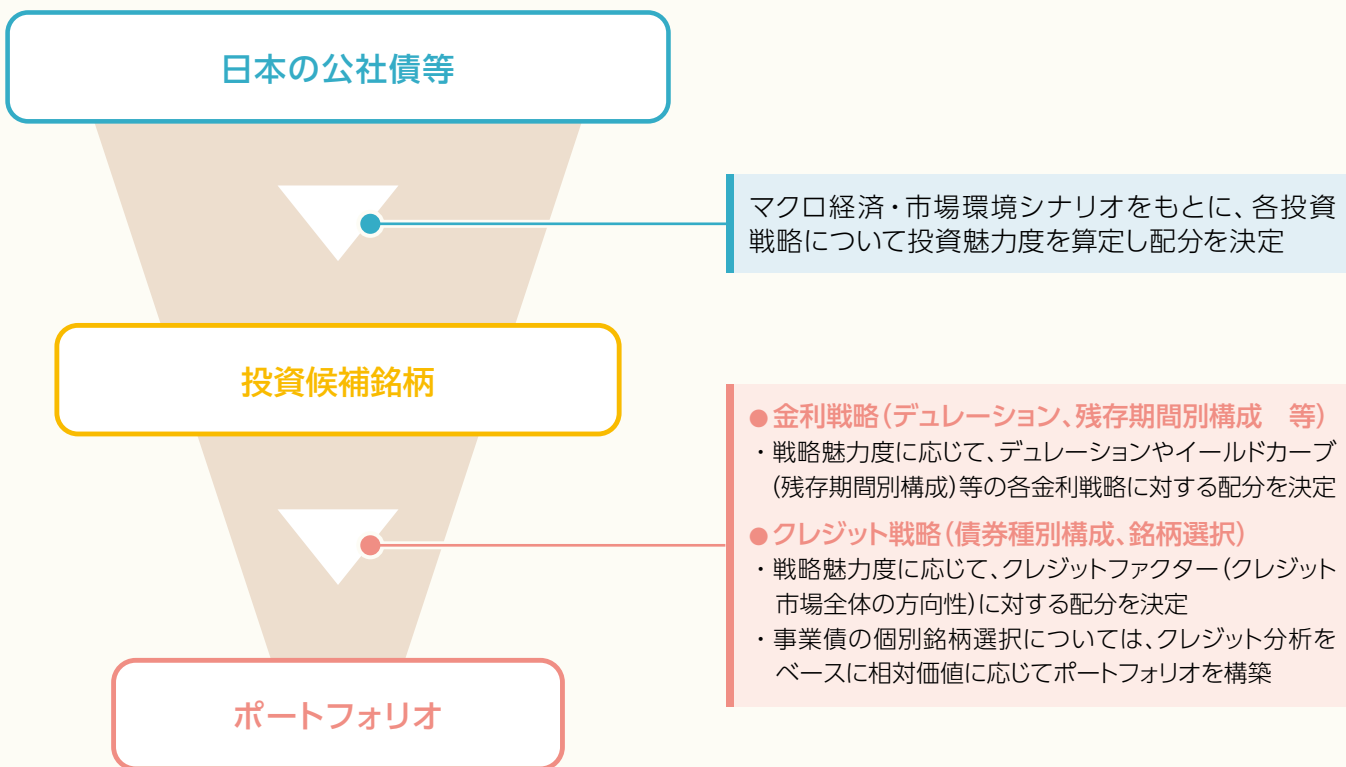 日本の公社債等
マクロ経済・市場環境シナリオをもとに、各投資
戦略について投資魅力度を算定し配分を決定
投資候補銘柄
●金利戦略(デュレーション、残存期間別構成　等)
・戦略魅力度に応じて、デュレーションやイールドカーブ
(残存期間別構成)等の各金利戦略に対する配分を決定
●クレジット戦略(債券種別構成、銘柄選択)
・戦略魅力度に応じて、クレジットファクター(クレジット
市場全体の方向性)に対する配分を決定
・事業債の個別銘柄選択については、クレジット分析を
ベースに相対価値に応じてポートフォリオを構築
ポートフォリオ